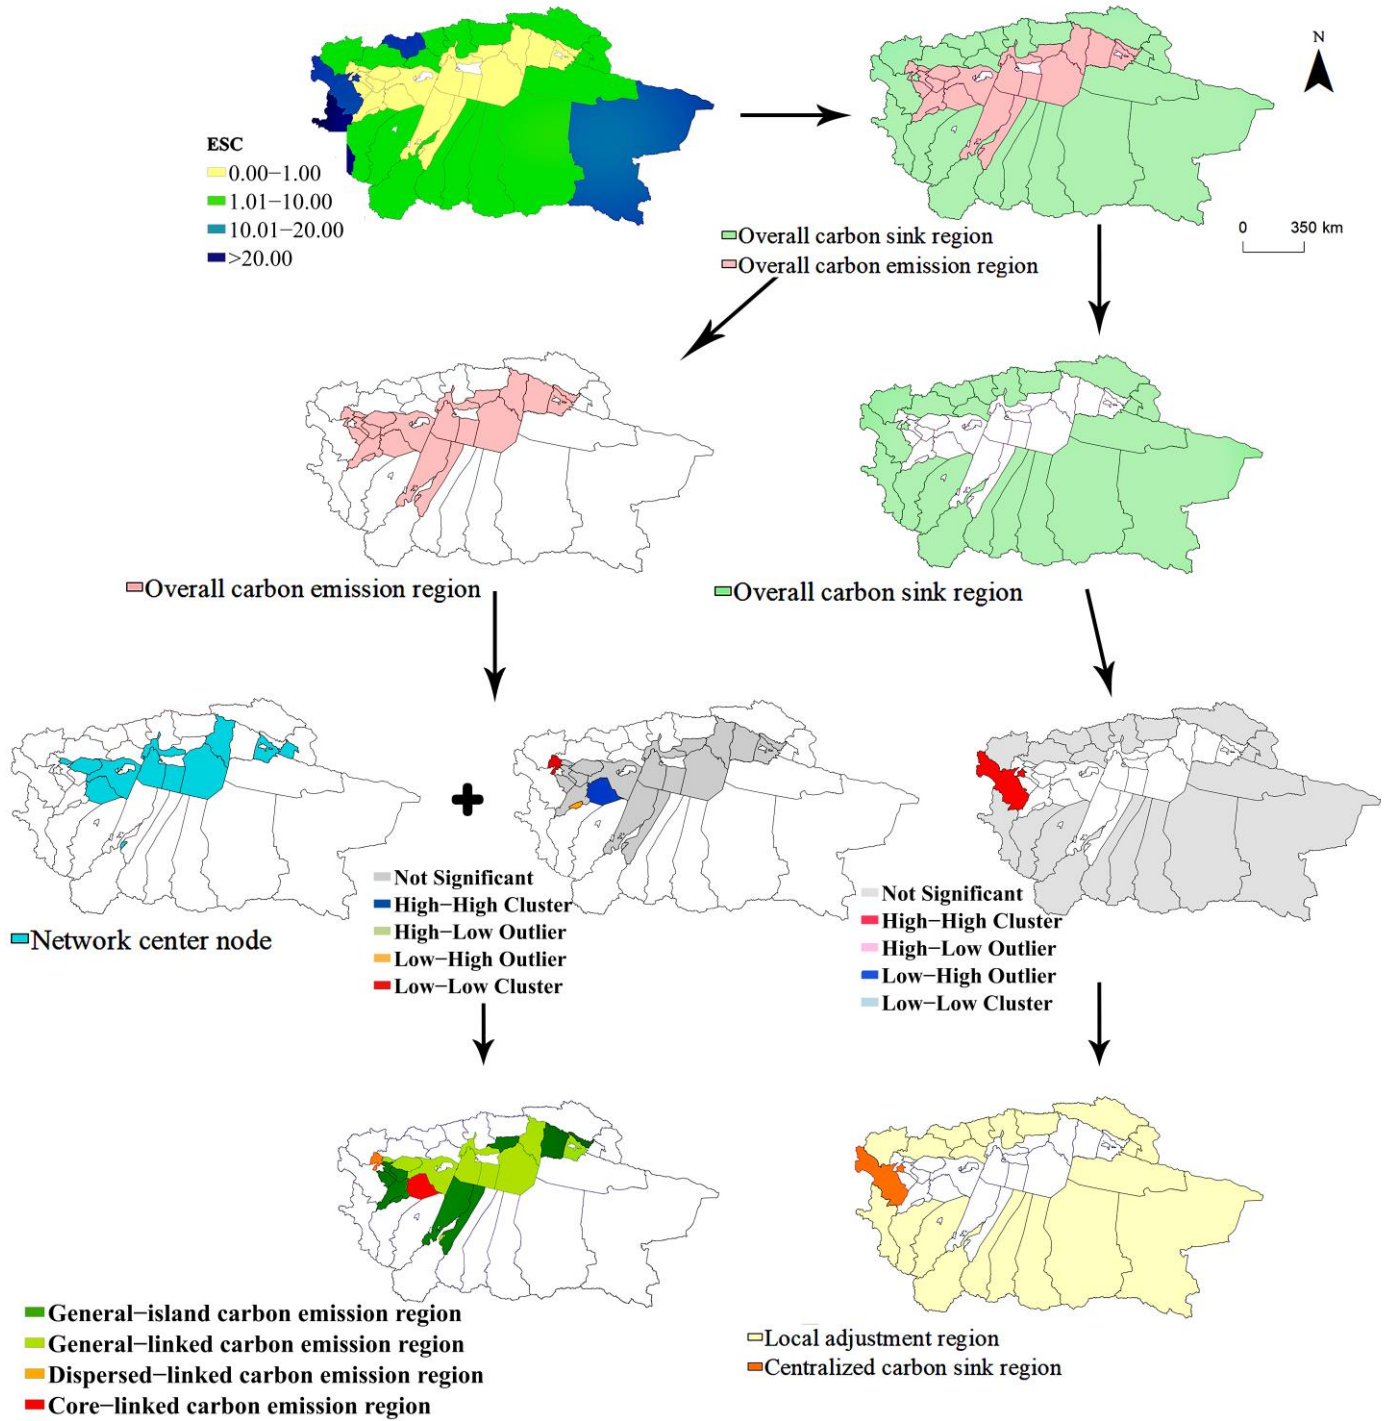 N
ESC
0.00−1.00
1.01−10.00
10.01−20.00
>20.00
0 350 km
Overall carbon sink region
Overall carbon emission region
Overall carbon emission region
Overall carbon sink region
Network center node
Not Significant
High−High Cluster
High−Low Outlier
Low−High Outlier
Low−Low Cluster
Not Significant
High−High Cluster
High−Low Outlier
Low−High Outlier
Low−Low Cluster
General−island carbon emission region
General−linked carbon emission region
Dispersed−linked carbon emission region
Core−linked carbon emission region
Local adjustment region
Centralized carbon sink region